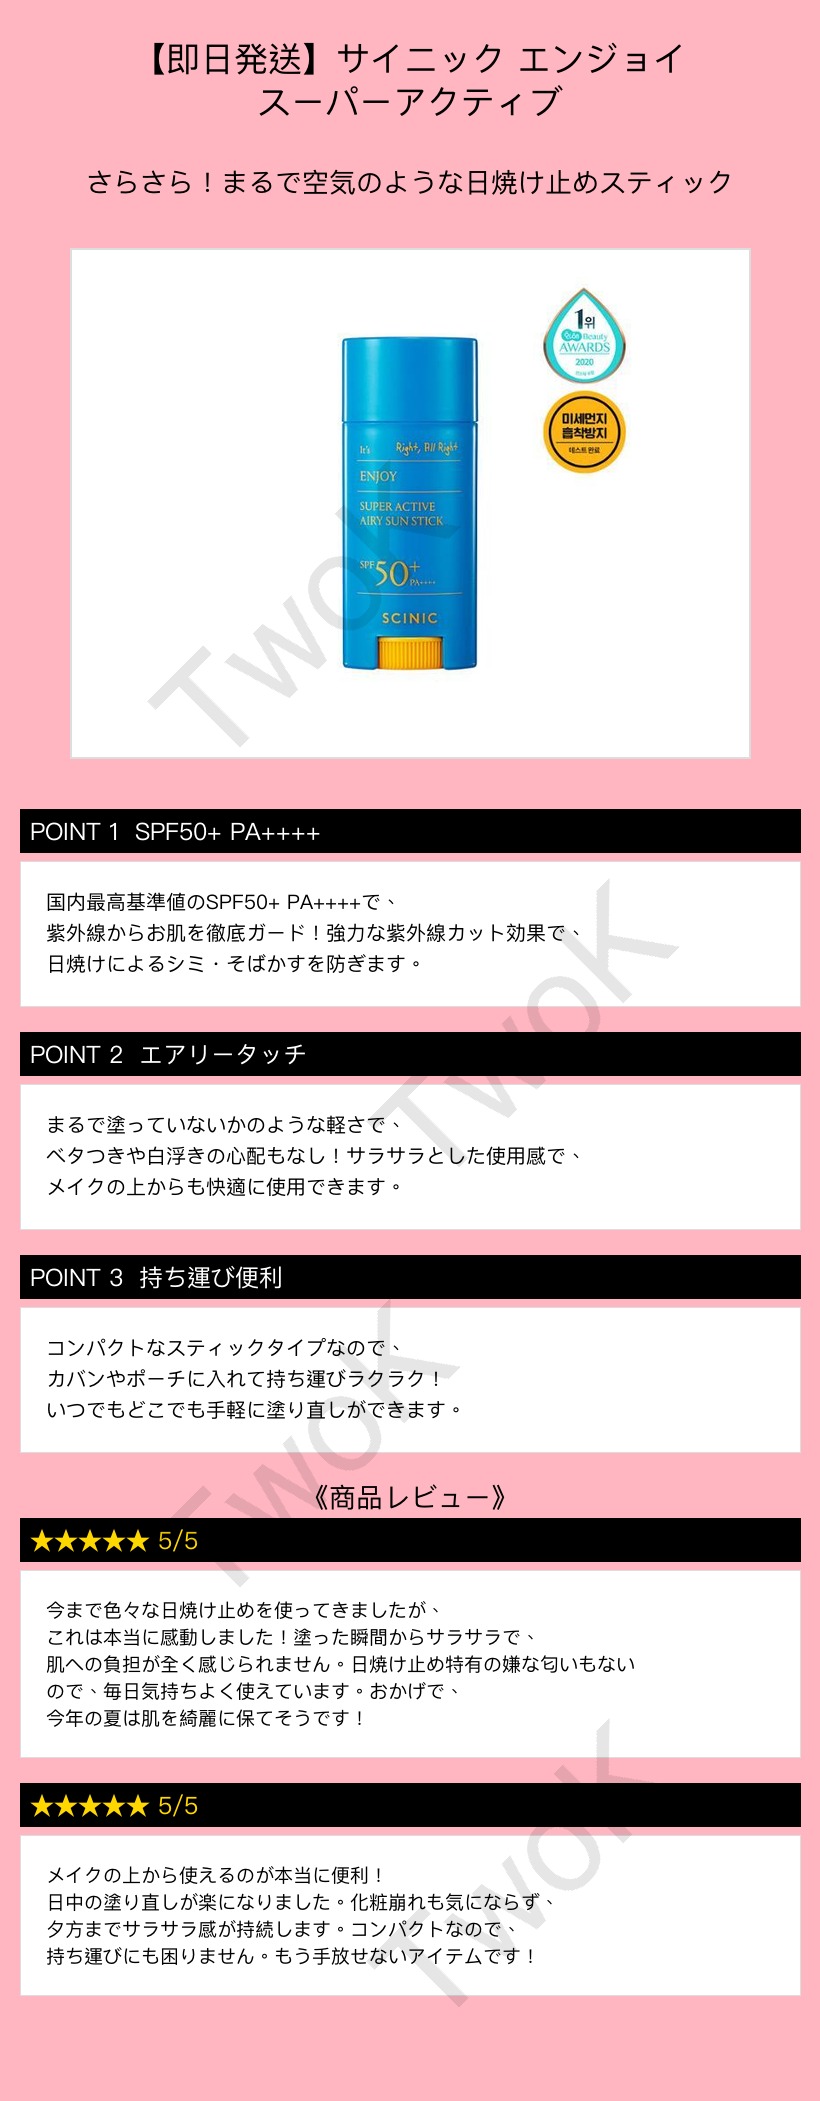 【即日発送】サイニック エンジョイ
スーパーアクティブ
さらさら！まるで空気のような日焼け止めスティック
1위
Beauty
AWARDS
2020
미세먼지
흡착방지
테스트 완료
It's Right, All Right
ENJOY
SUPER ACTIVE
AIRY SUN STICK
SPF 50+
PA++++
SCINIC
TwoK
POINT 1 SPF50+ PA++++
国内最高基準値のSPF50+ PA++++で、
紫外線からお肌を徹底ガード！強力な紫外線カット効果で、
日焼けによるシミ・そばかすを防ぎます。
TwoK
POINT 2 エアリータッチ
まるで塗っていないかのような軽さで、
ベタつきや白浮きの心配もなし！サラサラとした使用感で、
メイクの上からも快適に使用できます。
POINT 3 持ち運び便利
コンパクトなスティックタイプなので、
カバンやポーチに入れて持ち運びラクラク！
いつでもどこでも手軽に塗り直しができます。
TwoK
《商品レビュー》
★★★★★ 5/5
今まで色々な日焼け止めを使ってきましたが、
これは本当に感動しました！塗った瞬間からサラサラで、
肌への負担が全く感じられません。日焼け止め特有の嫌な匂いもない
ので、毎日気持ちよく使えています。おかげで、
今年の夏は肌を綺麗に保てそうです！
★★★★★ 5/5
メイクの上から使えるのが本当に便利！
日中の塗り直しが楽になりました。化粧崩れも気にならず、
夕方までサラサラ感が持続します。コンパクトなので、
持ち運びにも困りません。もう手放せないアイテムです！
TwoK